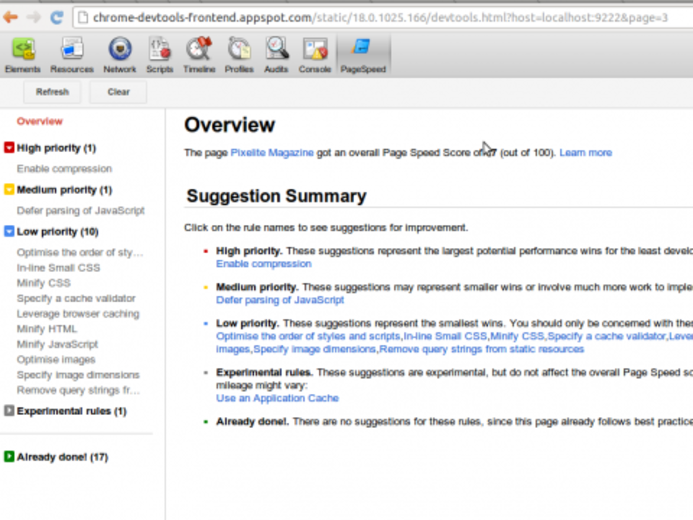 chrome-devtools-frontend.appspot.com/static/18.0.1025.166/devtools.html?host=localhost:9222&page=3
Elements Resources Network Scripts Timeline Profiles Audits Console PageSpeed
Refresh Clear
Overview
High priority (1)
Enable compression
Medium priority (1)
Defer parsing of JavaScript
Low priority (10)
Optimise the order of sty…
In-line Small CSS
Minify CSS
Specify a cache validator
Leverage browser caching
Minify HTML
Minify JavaScript
Optimise images
Specify image dimensions
Remove query strings fr…
Experimental rules (1)
Already done! (17)
Overview
The page Pixelite Magazine got an overall Page Speed Score of (out of 100). Learn more
Suggestion Summary
Click on the rule names to see suggestions for improvement.
High priority. These suggestions represent the largest potential performance wins for the least develo
Enable compression
Medium priority. These suggestions may represent smaller wins or involve much more work to imple
Defer parsing of JavaScript
Low priority. These suggestions represent the smallest wins. You should only be concerned with thes
Optimise the order of styles and scripts,In-line Small CSS,Minify CSS,Specify a cache validator,Lever
images,Specify image dimensions,Remove query strings from static resources
Experimental rules. These suggestions are experimental, but do not affect the overall Page Speed sc
mileage might vary:
Use an Application Cache
Already done!. There are no suggestions for these rules, since this page already follows best practice